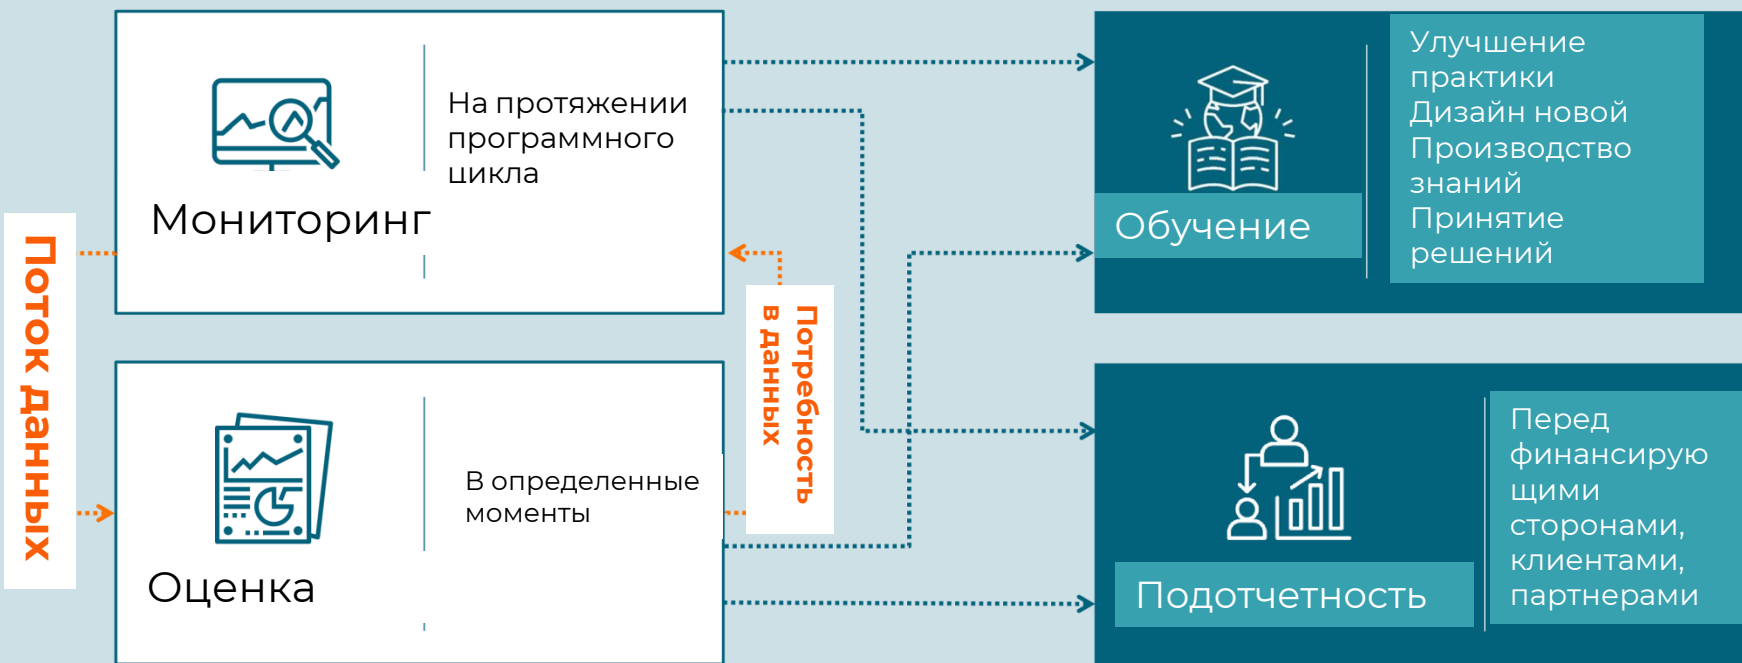 На протяжении
программного
цикла
Мониторинг
Поток данных
В определенные
моменты
Оценка
Потребность
в данных
Улучшение
практики
Дизайн новой
Производство
знаний
Принятие
решений
Обучение
Перед
финансирую
щими
сторонами,
клиентами,
партнерами
Подотчетность